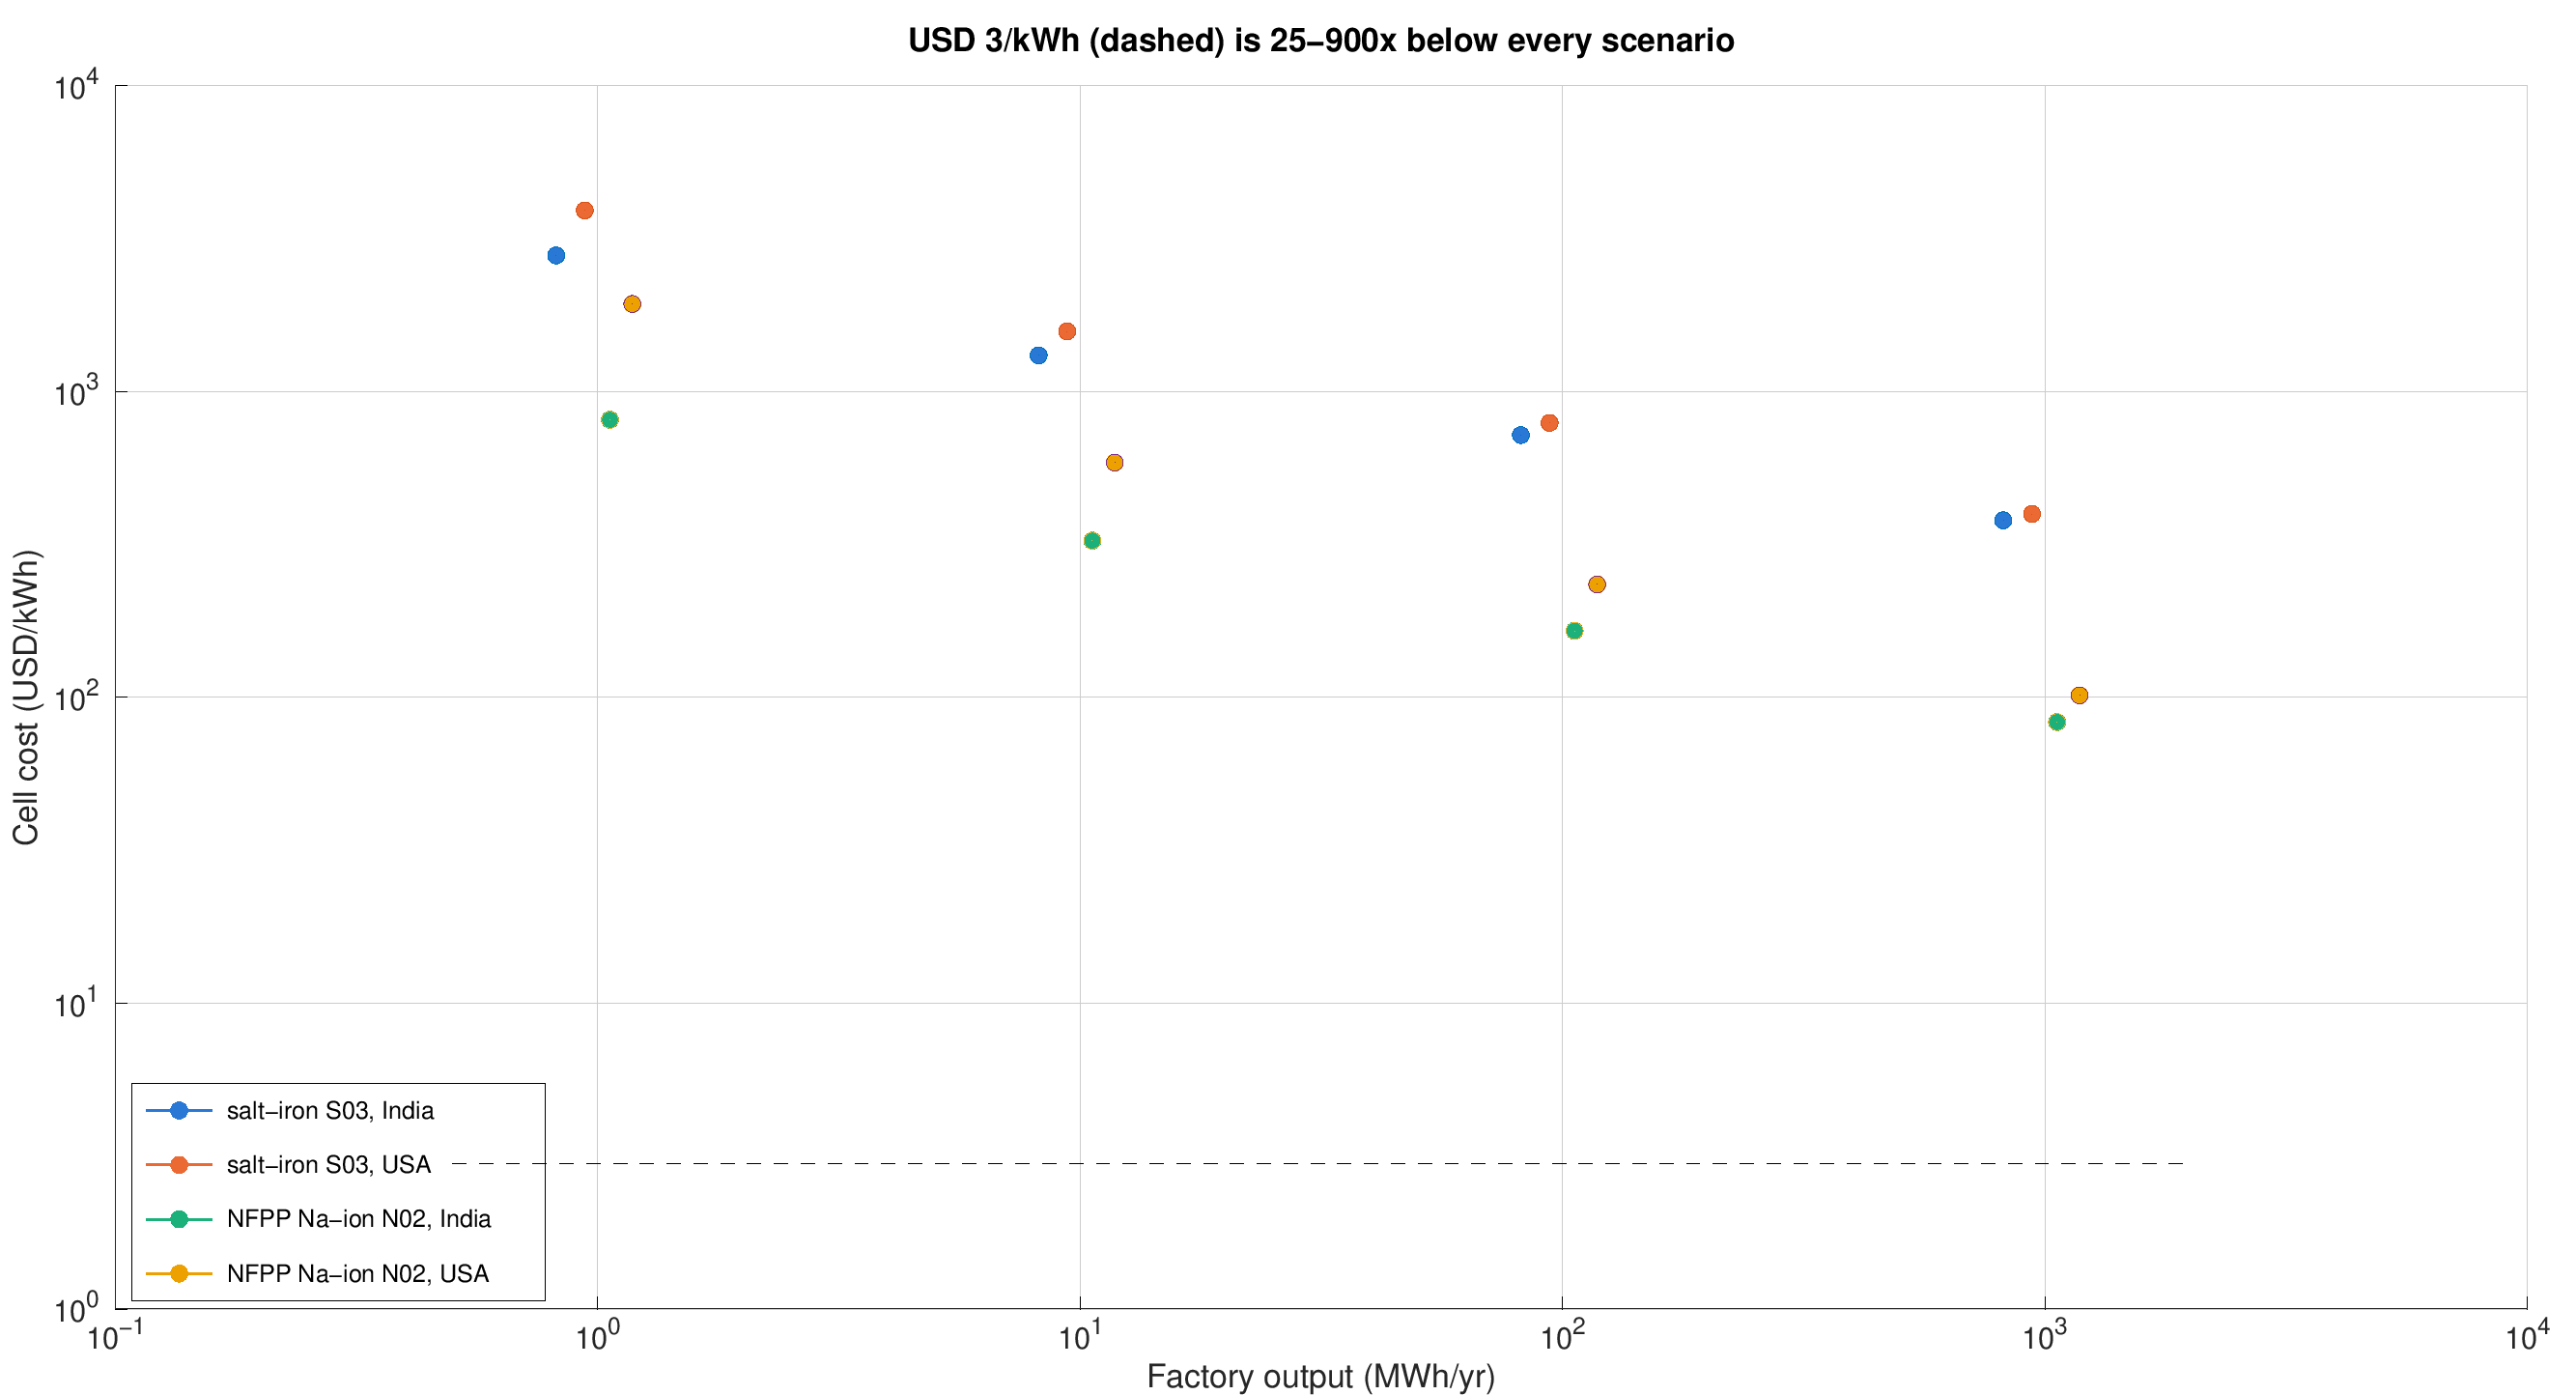 USD 3/kWh (dashed) is 25–900x below every scenario
10^4
10^3
10^2
10^1
10^0
Cell cost (USD/kWh)
salt–iron S03, India
salt–iron S03, USA
NFPP Na–ion N02, India
NFPP Na–ion N02, USA
10^−1 10^0 10^1 10^2 10^3 10^4
Factory output (MWh/yr)